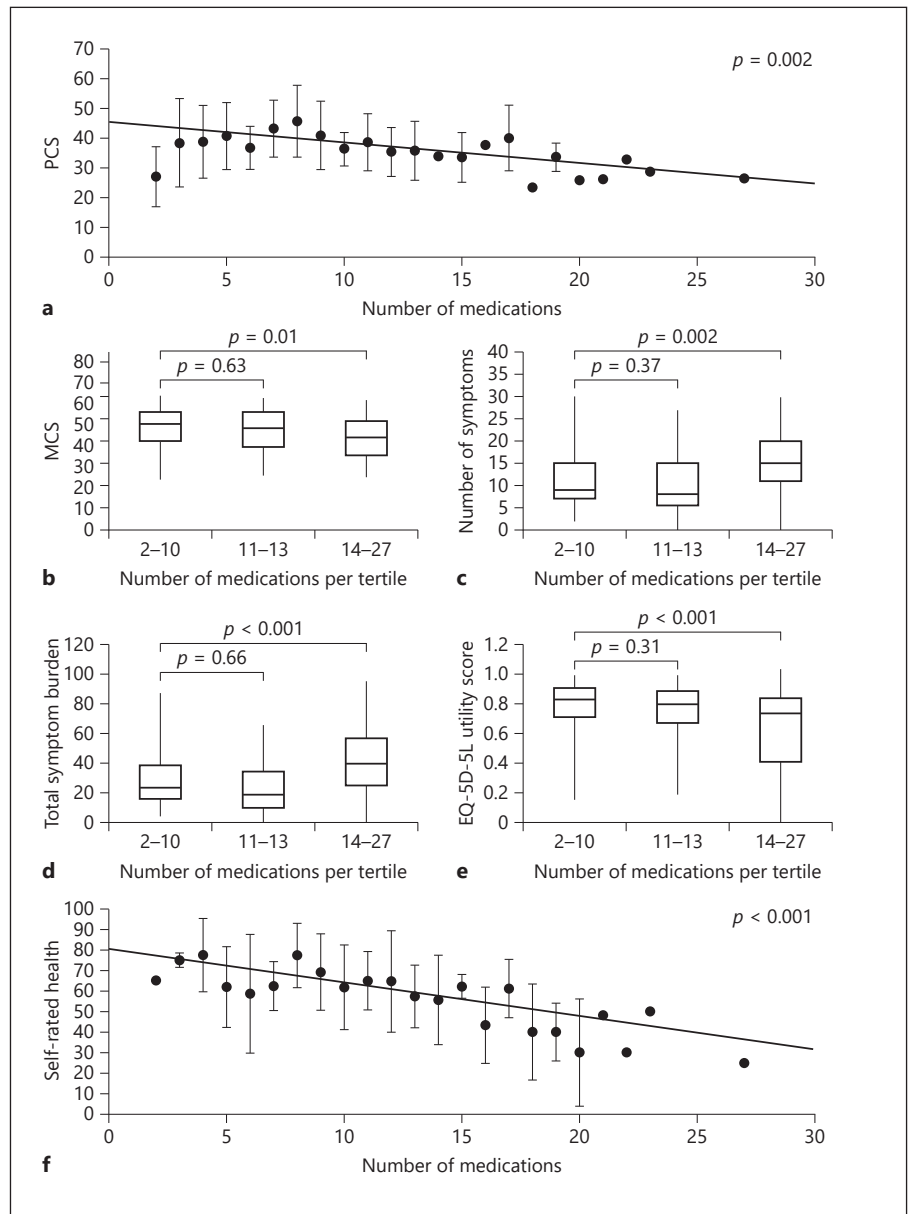 70
60
50
40
30
20
10
0
PCS
p = 0.002
0 5 10 15 20 25 30
a Number of medications
80
70
60
50
40
30
20
10
0
MCS
p = 0.01
p = 0.63
2–10 11–13 14–27
b Number of medications per tertile
40
35
30
25
20
15
10
5
0
Number of symptoms
p = 0.002
p = 0.37
2–10 11–13 14–27
c Number of medications per tertile
120
100
80
60
40
20
0
Total symptom burden
p < 0.001
p = 0.66
2–10 11–13 14–27
d Number of medications per tertile
1.2
1.0
0.8
0.6
0.4
0.2
0
EQ-5D-5L utility score
p < 0.001
p = 0.31
2–10 11–13 14–27
e Number of medications per tertile
100
90
80
70
60
50
40
30
20
10
0
Self-rated health
p < 0.001
0 5 10 15 20 25 30
f Number of medications